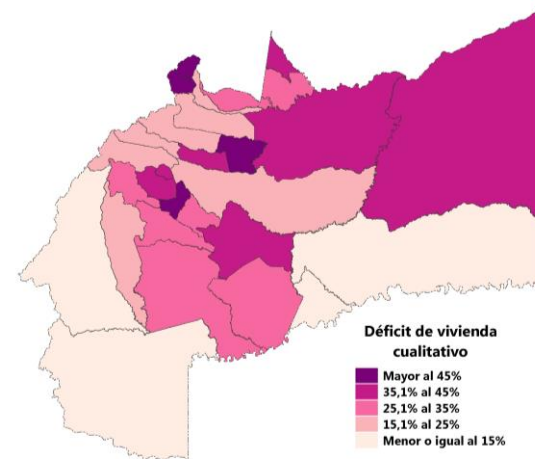 Déficit de vivienda
cualitativo
Mayor al 45%
35,1% al 45%
25,1% al 35%
15,1% al 25%
Menor o igual al 15%